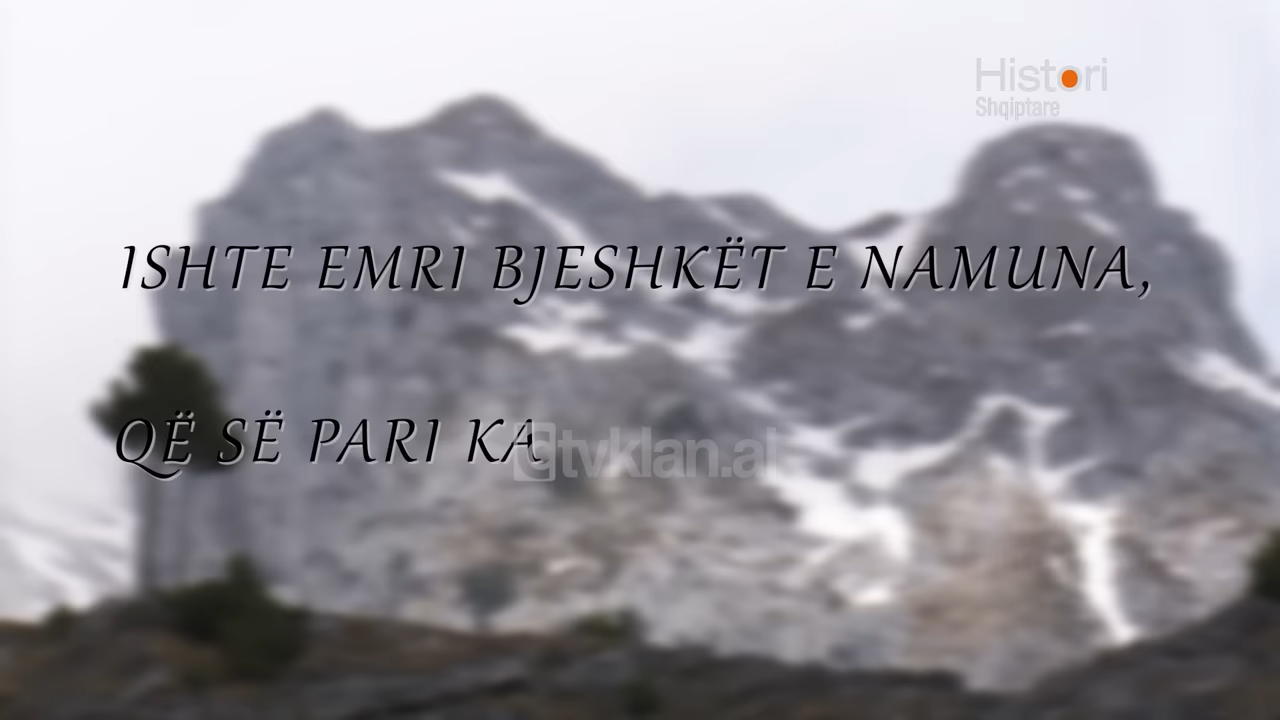 Histori
Shqiptare
ISHTE EMRI BJESHKËT E NAMUNA,
QË SË PARI KA
tvklan.al